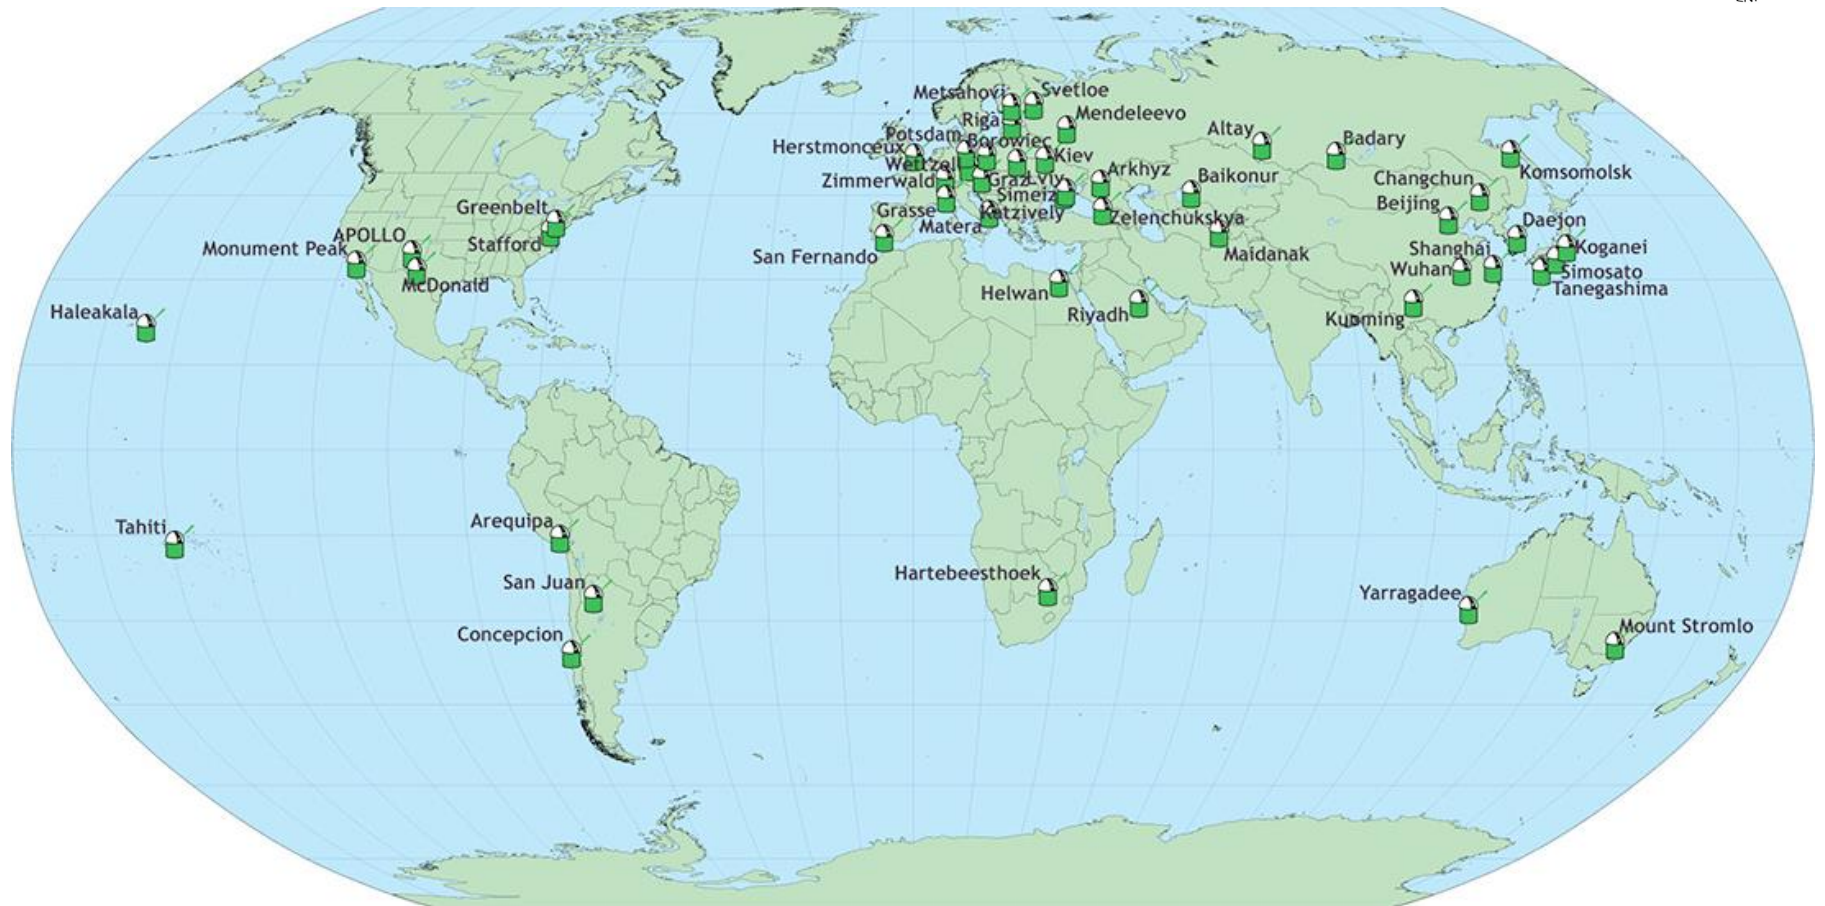 Metsahovi
Svetloe
Riga
Mendeleevo
Potsdam
Borowiec
Herstmonceux
Kiev
Altay
Badary
Wettzell
Zimmerwald
Graz
Lviv
Arkhyz
Baikonur
Komsomolsk
Changchun
Simeiz
Beijing
Grasse
Katzively
Matera
Zelenchukskya
Daejon
Greenbelt
APOLLO
Stafford
Monument Peak
San Fernando
Maidanak
Shanghai
Koganei
Wuhan
Simosato
McDonald
Tanegashima
Helwan
Riyadh
Haleakala
Kunming
Tahiti
Arequipa
San Juan
Hartebeesthoek
Yarragadee
Concepcion
Mount Stromlo